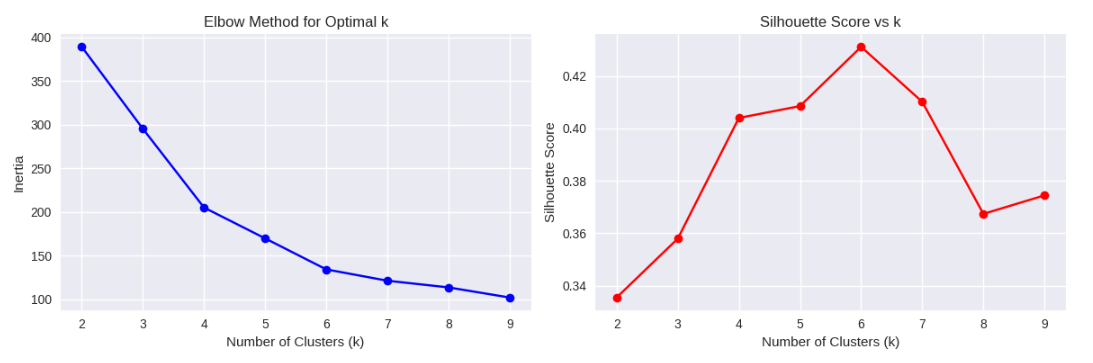 Elbow Method for Optimal k
400
350
300
250
200
150
100
Inertia
2 3 4 5 6 7 8 9
Number of Clusters (k)
Silhouette Score vs k
0.42
0.40
0.38
0.36
0.34
Silhouette Score
2 3 4 5 6 7 8 9
Number of Clusters (k)